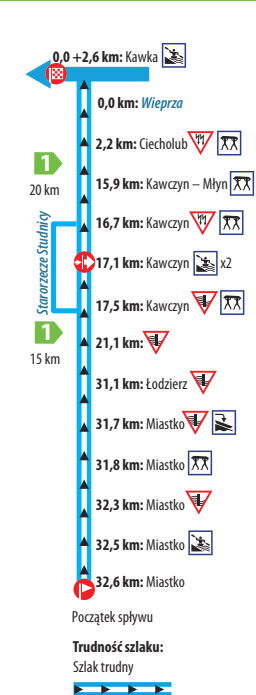 0,0 +2,6 km: Kawka
0,0 km: Wieprza
2,2 km: Ciecholub
1
20 km
15,9 km: Kawczyn – Młyn
16,7 km: Kawczyn
Starorzecze Studnicy
17,1 km: Kawczyn x2
17,5 km: Kawczyn
1
15 km
21,1 km:
31,1 km: Łodzierz
31,7 km: Miastko
31,8 km: Miastko
32,3 km: Miastko
32,5 km: Miastko
32,6 km: Miastko
Początek spływu
Trudność szlaku:
Szlak trudny